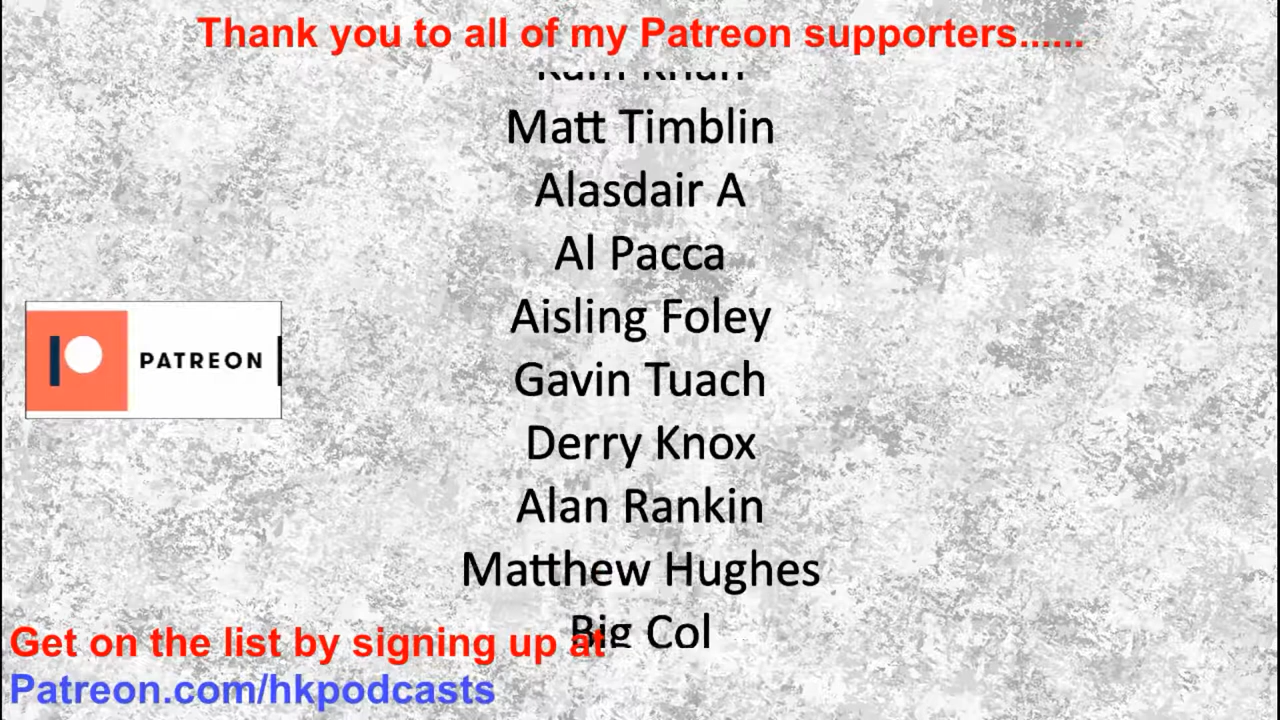 Thank you to all of my Patreon supporters......
Matt Timblin
Alasdair A
Al Pacca
Aisling Foley
PATREON
Gavin Tuach
Derry Knox
Alan Rankin
Matthew Hughes
Big Col
Get on the list by signing up at
Patreon.com/hkpodcasts